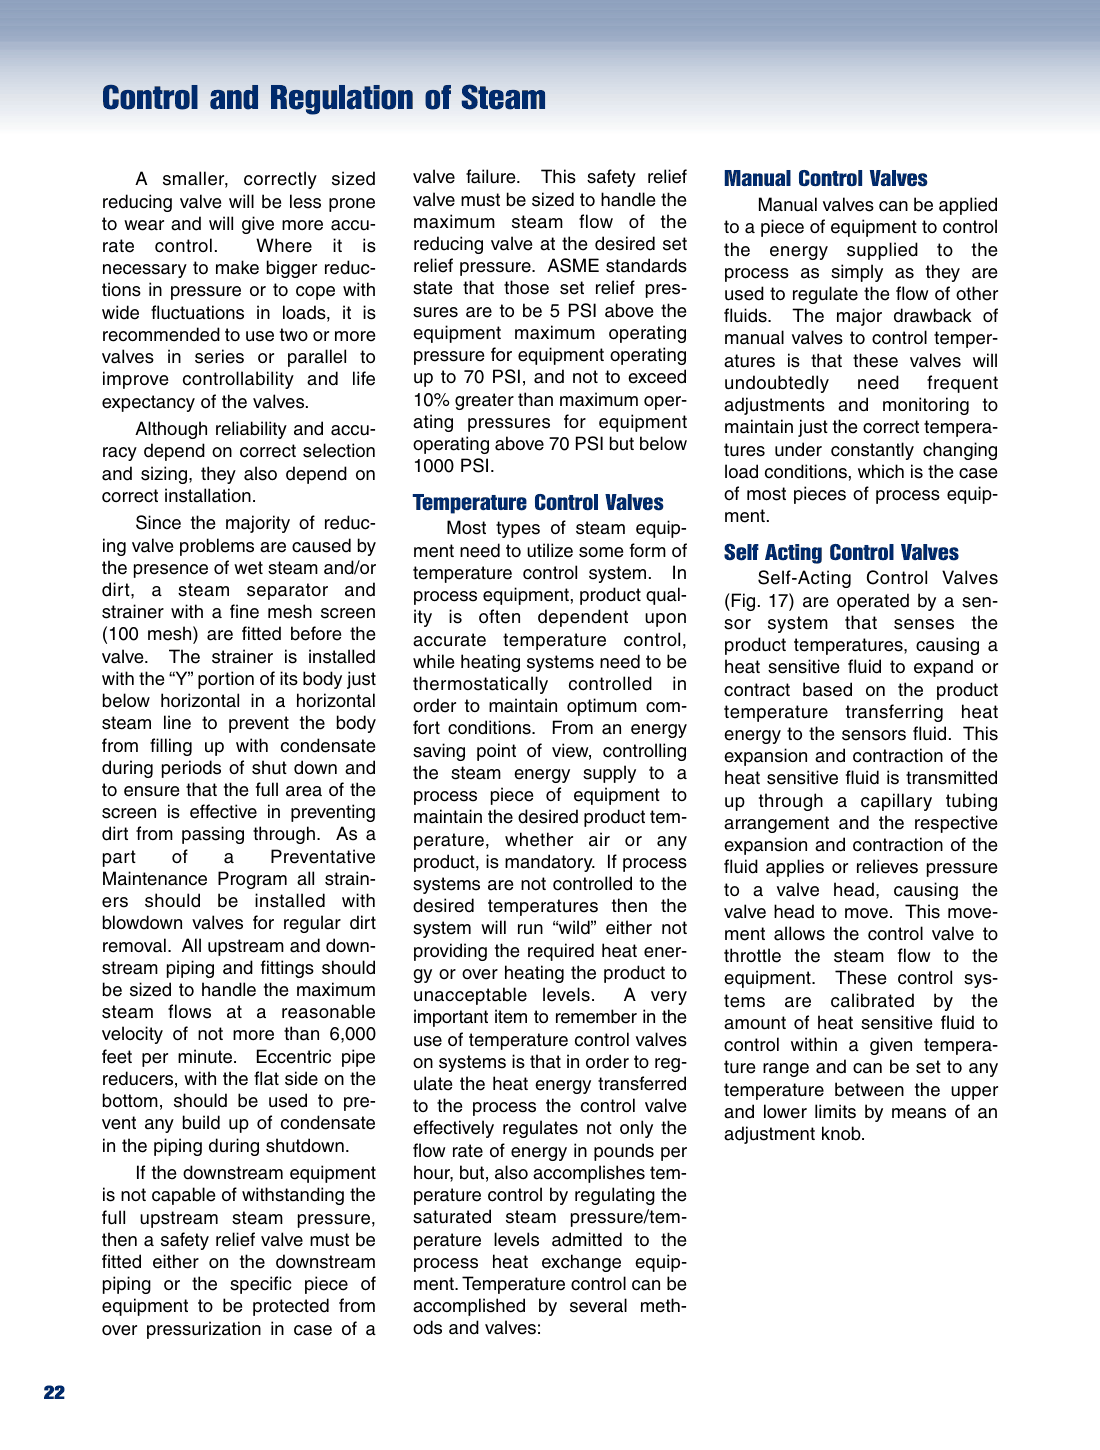 Control and Regulation of Steam
A smaller, correctly sized
reducing valve will be less prone
to wear and will give more accu-
rate control. Where it is
necessary to make bigger reduc-
tions in pressure or to cope with
wide fluctuations in loads, it is
recommended to use two or more
valves in series or parallel to
improve controllability and life
expectancy of the valves.
Although reliability and accu-
racy depend on correct selection
and sizing, they also depend on
correct installation.
Since the majority of reduc-
ing valve problems are caused by
the presence of wet steam and/or
dirt, a steam separator and
strainer with a fine mesh screen
(100 mesh) are fitted before the
valve. The strainer is installed
with the “Y” portion of its body just
below horizontal in a horizontal
steam line to prevent the body
from filling up with condensate
during periods of shut down and
to ensure that the full area of the
screen is effective in preventing
dirt from passing through. As a
part of a Preventative
Maintenance Program all strain-
ers should be installed with
blowdown valves for regular dirt
removal. All upstream and down-
stream piping and fittings should
be sized to handle the maximum
steam flows at a reasonable
velocity of not more than 6,000
feet per minute. Eccentric pipe
reducers, with the flat side on the
bottom, should be used to pre-
vent any build up of condensate
in the piping during shutdown.
If the downstream equipment
is not capable of withstanding the
full upstream steam pressure,
then a safety relief valve must be
fitted either on the downstream
piping or the specific piece of
equipment to be protected from
over pressurization in case of a
valve failure. This safety relief
valve must be sized to handle the
maximum steam flow of the
reducing valve at the desired set
relief pressure. ASME standards
state that those set relief pres-
sures are to be 5 PSI above the
equipment maximum operating
pressure for equipment operating
up to 70 PSI, and not to exceed
10% greater than maximum oper-
ating pressures for equipment
operating above 70 PSI but below
1000 PSI.
Temperature Control Valves
Most types of steam equip-
ment need to utilize some form of
temperature control system. In
process equipment, product qual-
ity is often dependent upon
accurate temperature control,
while heating systems need to be
thermostatically controlled in
order to maintain optimum com-
fort conditions. From an energy
saving point of view, controlling
the steam energy supply to a
process piece of equipment to
maintain the desired product tem-
perature, whether air or any
product, is mandatory. If process
systems are not controlled to the
desired temperatures then the
system will run “wild” either not
providing the required heat ener-
gy or over heating the product to
unacceptable levels. A very
important item to remember in the
use of temperature control valves
on systems is that in order to reg-
ulate the heat energy transferred
to the process the control valve
effectively regulates not only the
flow rate of energy in pounds per
hour, but, also accomplishes tem-
perature control by regulating the
saturated steam pressure/tem-
perature levels admitted to the
process heat exchange equip-
ment. Temperature control can be
accomplished by several meth-
ods and valves:
Manual Control Valves
Manual valves can be applied
to a piece of equipment to control
the energy supplied to the
process as simply as they are
used to regulate the flow of other
fluids. The major drawback of
manual valves to control temper-
atures is that these valves will
undoubtedly need frequent
adjustments and monitoring to
maintain just the correct tempera-
tures under constantly changing
load conditions, which is the case
of most pieces of process equip-
ment.
Self Acting Control Valves
Self-Acting Control Valves
(Fig. 17) are operated by a sen-
sor system that senses the
product temperatures, causing a
heat sensitive fluid to expand or
contract based on the product
temperature transferring heat
energy to the sensors fluid. This
expansion and contraction of the
heat sensitive fluid is transmitted
up through a capillary tubing
arrangement and the respective
expansion and contraction of the
fluid applies or relieves pressure
to a valve head, causing the
valve head to move. This move-
ment allows the control valve to
throttle the steam flow to the
equipment. These control sys-
tems are calibrated by the
amount of heat sensitive fluid to
control within a given tempera-
ture range and can be set to any
temperature between the upper
and lower limits by means of an
adjustment knob.
22